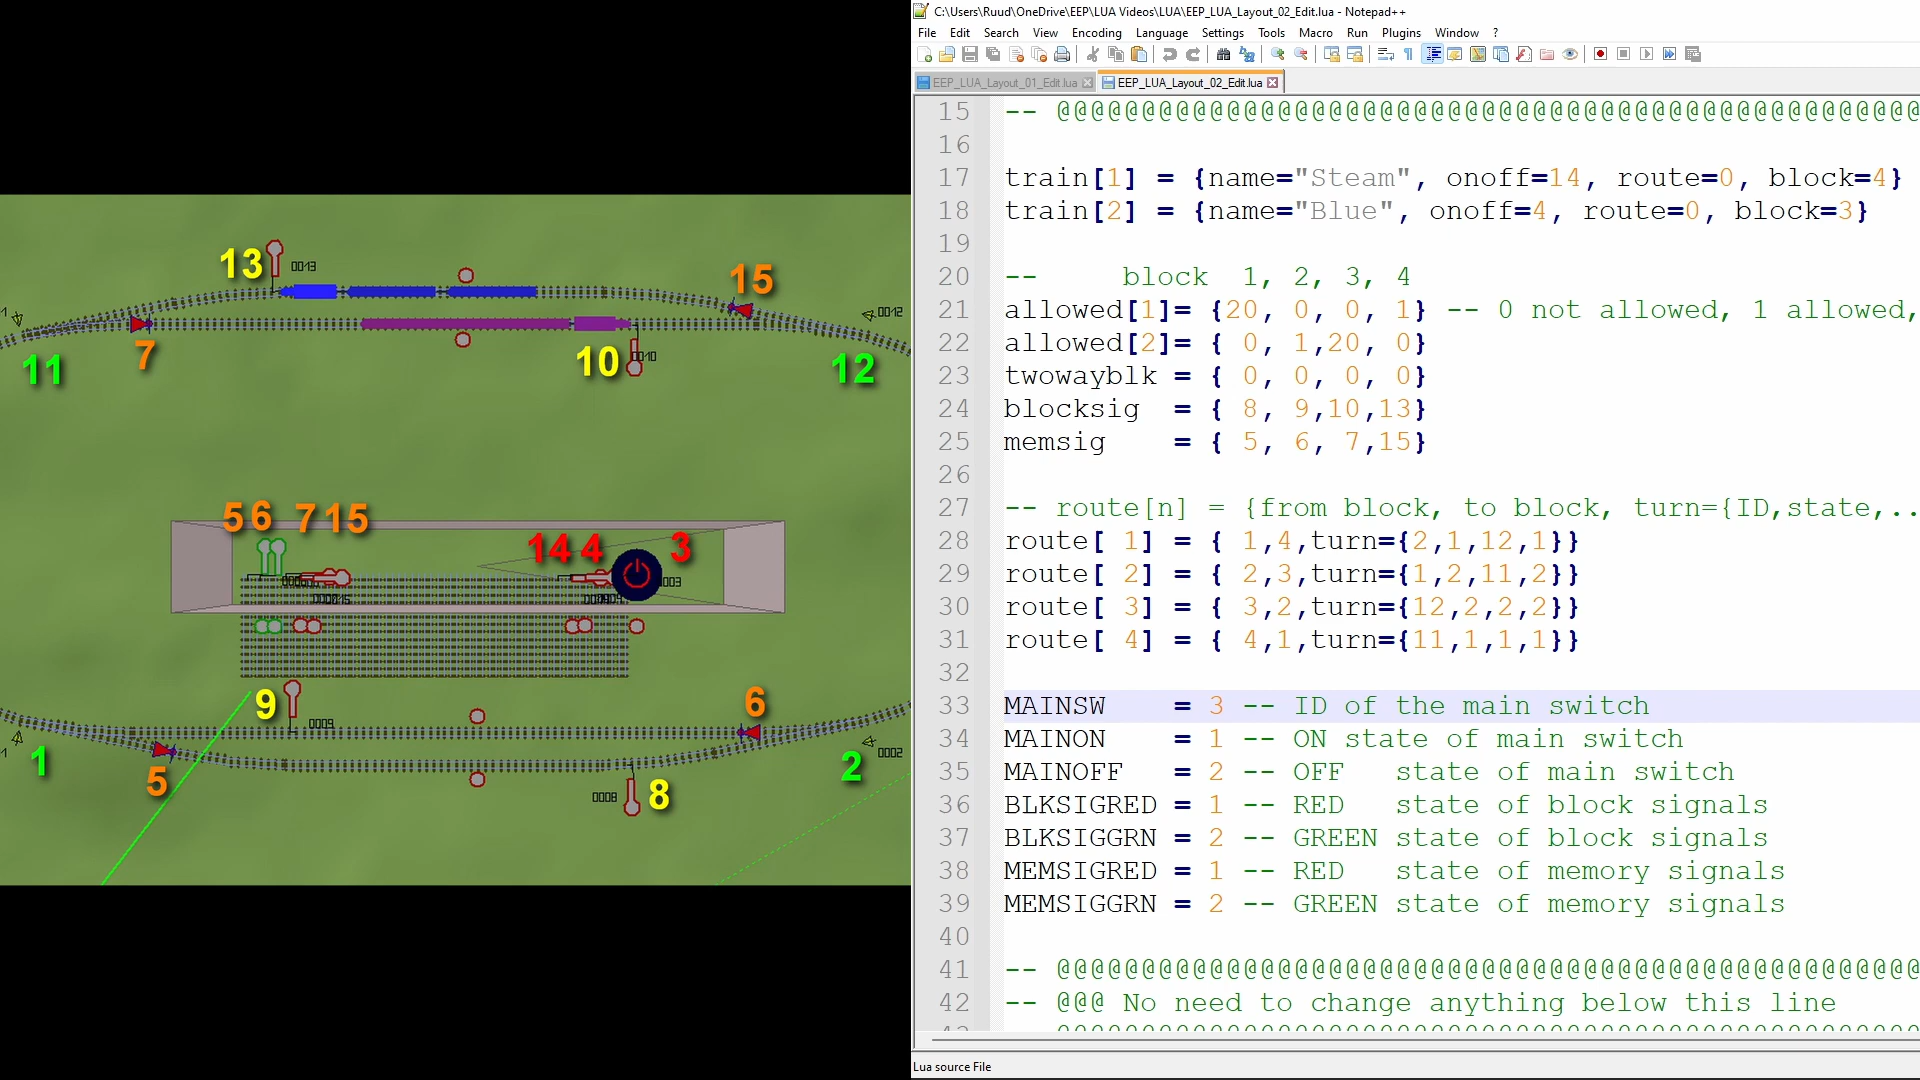 C:\Users\Ruud\OneDrive\EEP\LUA Videos\LUA\EEP_LUA_Layout_02_Edit.lua - Notepad++
File Edit Search View Encoding Language Settings Tools Macro Run Plugins Window ?
EEP_LUA_Layout_01_Edit.lua
EEP_LUA_Layout_02_Edit.lua
15 -- @@@@@@@@@@@@@@@@@@@@@@@@@@@@@@@@@@@@@@@@@@@@@@@@@@@
16
17 train[1] = {name="Steam", onoff=14, route=0, block=4}
18 train[2] = {name="Blue", onoff=4, route=0, block=3}
19
20 --     block  1, 2, 3, 4
21 allowed[1]= {20, 0, 0, 1} -- 0 not allowed, 1 allowed,
22 allowed[2]= { 0, 1,20, 0}
23 twowayblk = { 0, 0, 0, 0}
24 blocksig  = { 8, 9,10,13}
25 memsig    = { 5, 6, 7,15}
26
27 -- route[n] = {from block, to block, turn={ID,state,..
28 route[ 1] = { 1,4,turn={2,1,12,1}}
29 route[ 2] = { 2,3,turn={1,2,11,2}}
30 route[ 3] = { 3,2,turn={12,2,2,2}}
31 route[ 4] = { 4,1,turn={11,1,1,1}}
32
33 MAINSW    = 3 -- ID of the main switch
34 MAINON    = 1 -- ON state of main switch
35 MAINOFF   = 2 -- OFF   state of main switch
36 BLKSIGRED = 1 -- RED   state of block signals
37 BLKSIGGRN = 2 -- GREEN state of block signals
38 MEMSIGRED = 1 -- RED   state of memory signals
39 MEMSIGGRN = 2 -- GREEN state of memory signals
40
41 -- @@@@@@@@@@@@@@@@@@@@@@@@@@@@@@@@@@@@@@@@@@@@@@@@@@@
42 -- @@@ No need to change anything below this line
Lua source File
13 0013
15
0012
7
10 0010
11
12
5 6 7 15
14 4 3
003
9 0009
6
1
5
0008 8
2 0002